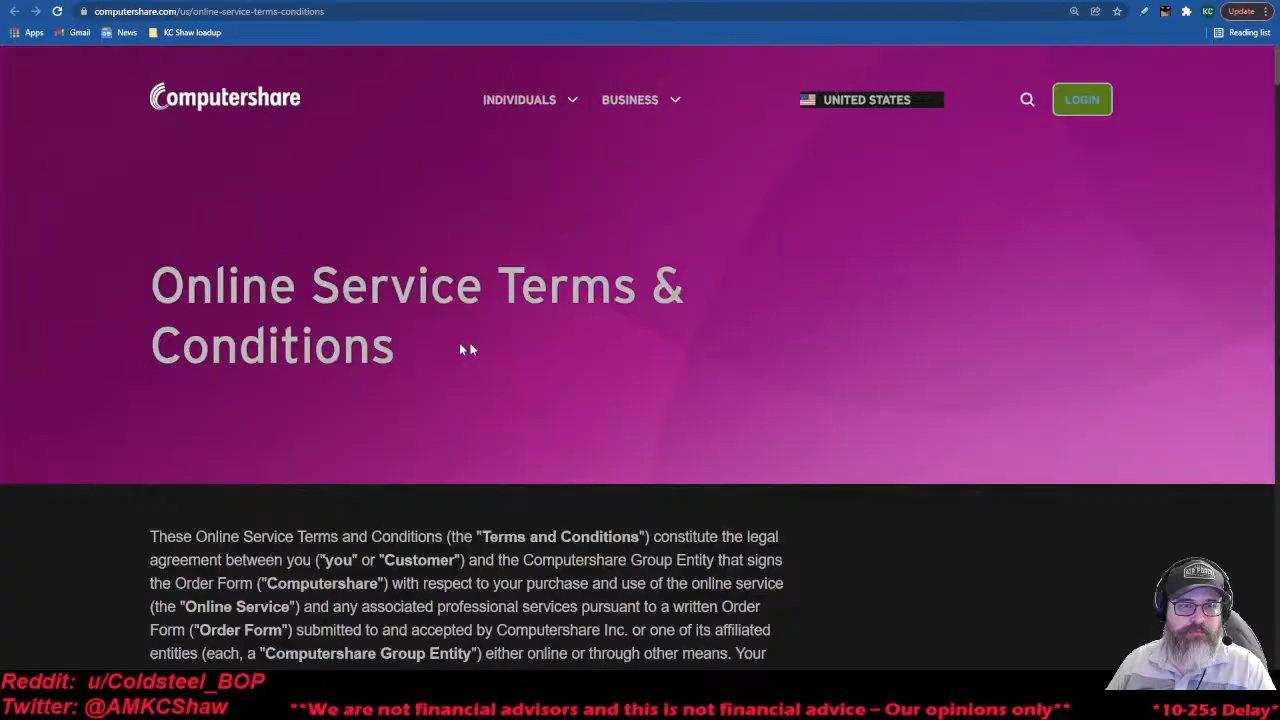 computershare.com/us/online-service-terms-conditions
KC
Update
Apps
Gmail
News
KC Shaw loadup
Reading list
Computershare
INDIVIDUALS
BUSINESS
UNITED STATES
LOGIN
Online Service Terms &
Conditions
These Online Service Terms and Conditions (the "Terms and Conditions") constitute the legal
agreement between you ("you" or "Customer") and the Computershare Group Entity that signs
the Order Form ("Computershare") with respect to your purchase and use of the online service
(the "Online Service") and any associated professional services pursuant to a written Order
Form ("Order Form") submitted to and accepted by Computershare Inc. or one of its affiliated
entities (each, a "Computershare Group Entity") either online or through other means. Your
Reddit: u/Coldsteel_BOP
Twitter: @AMKCShaw
**We are not financial advisors and this is not financial advice – Our opinions only**
*10-25s Delay*